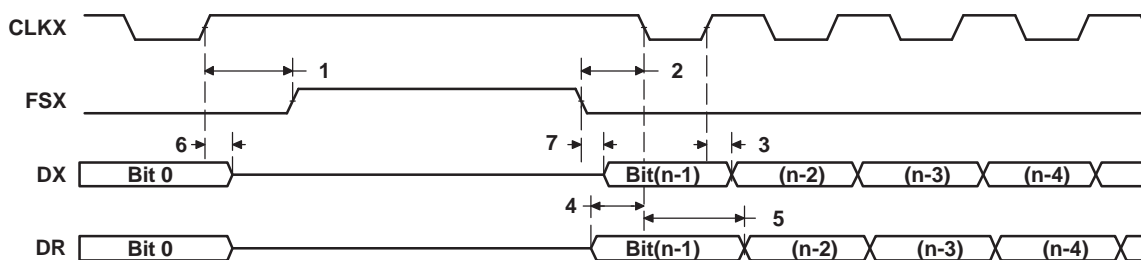 CLKX
1 2
FSX
6 7 3
DX Bit 0 Bit(n-1) (n-2) (n-3) (n-4)
4 5
DR Bit 0 Bit(n-1) (n-2) (n-3) (n-4)